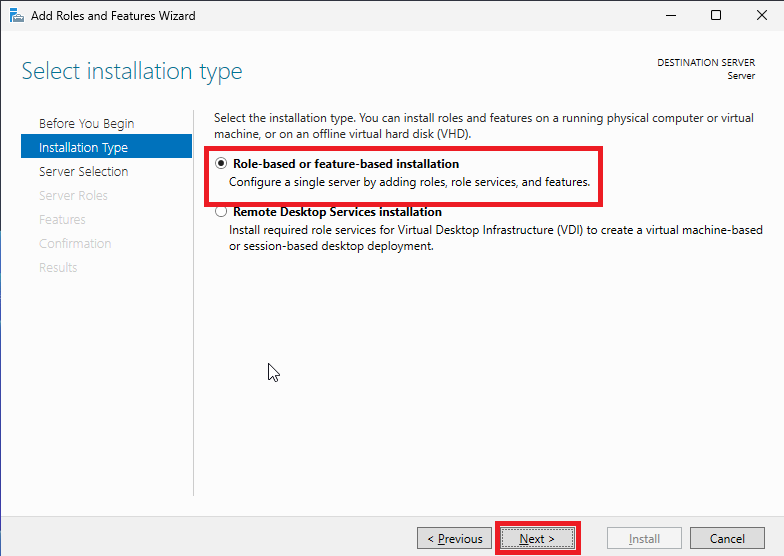 Add Roles and Features Wizard
Select installation type
DESTINATION SERVER
Server
Before You Begin
Installation Type
Server Selection
Server Roles
Features
Confirmation
Results
Select the installation type. You can install roles and features on a running physical computer or virtual
machine, or on an offline virtual hard disk (VHD).
Role-based or feature-based installation
Configure a single server by adding roles, role services, and features.
Remote Desktop Services installation
Install required role services for Virtual Desktop Infrastructure (VDI) to create a virtual machine-based
or session-based desktop deployment.
< Previous
Next >
Install
Cancel